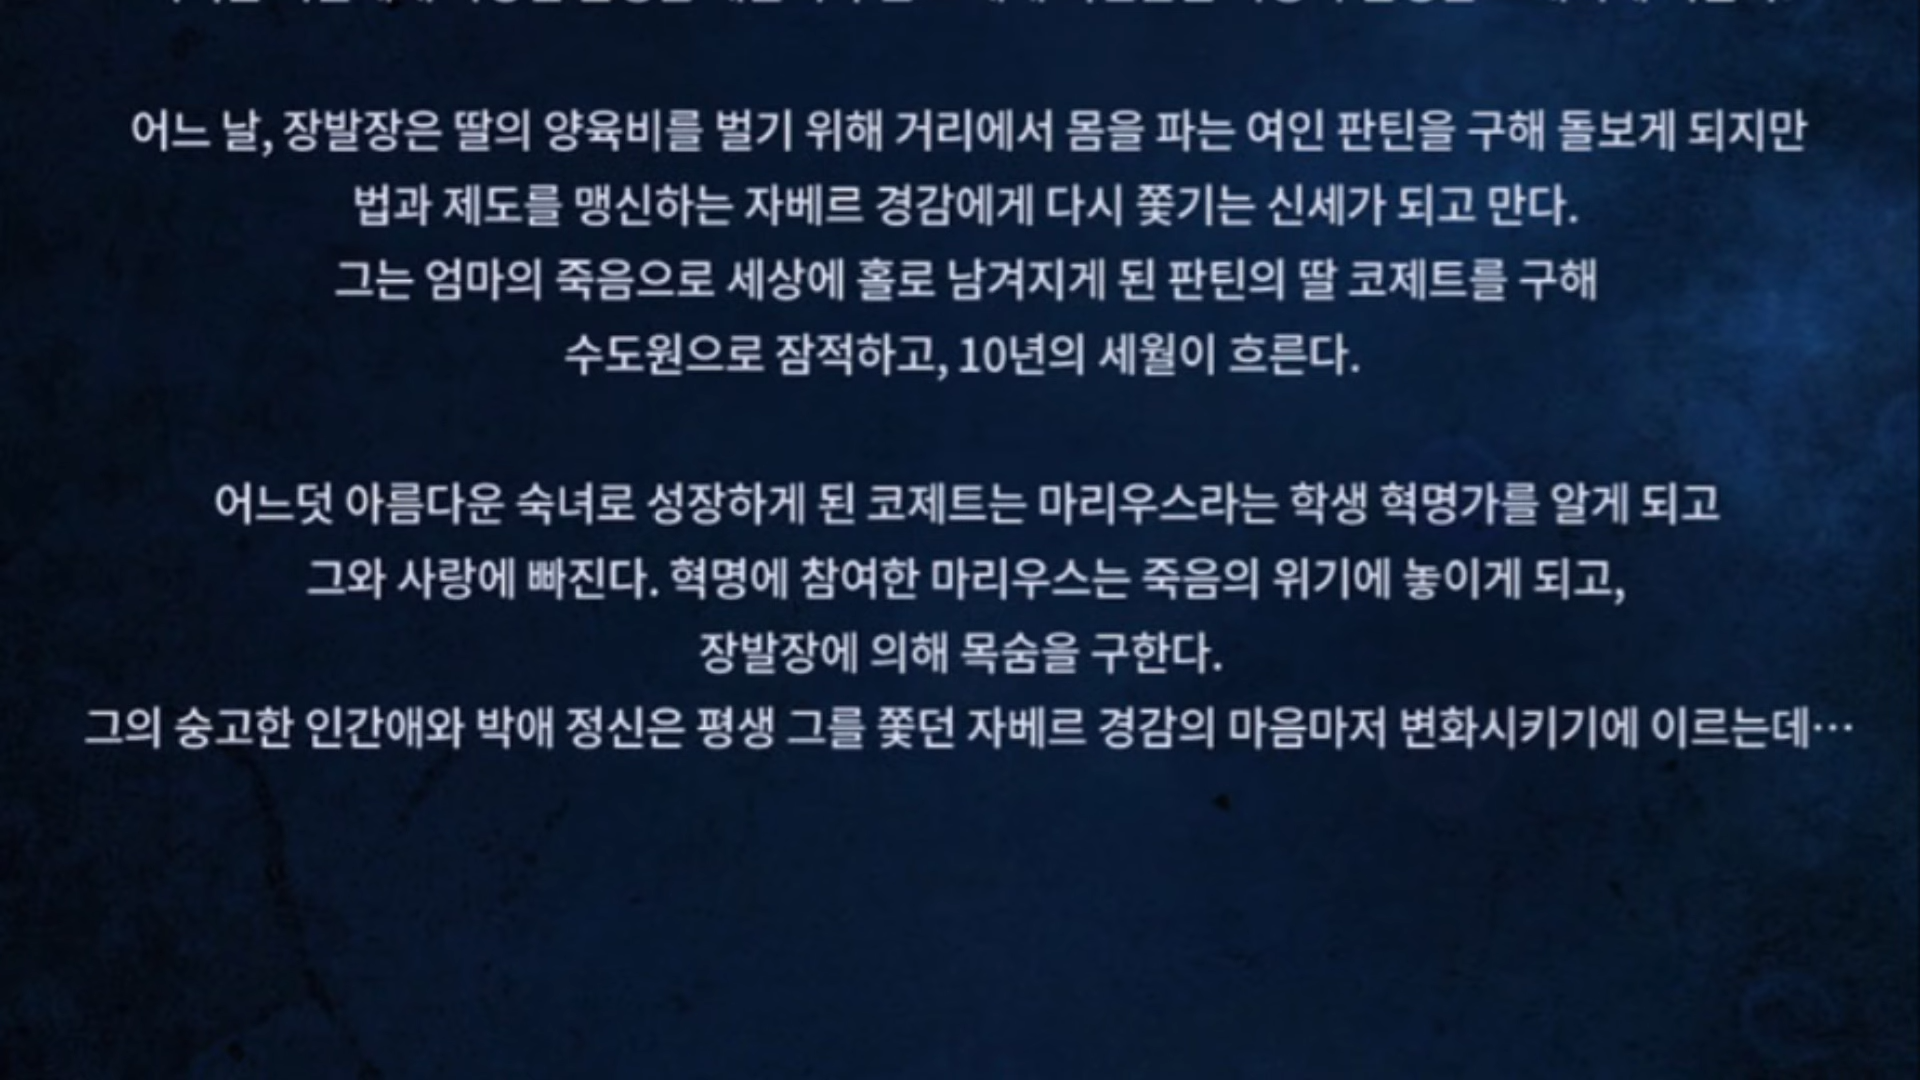 어느 날, 장발장은 딸의 양육비를 벌기 위해 거리에서 몸을 파는 여인 판틴을 구해 돌보게 되지만
법과 제도를 맹신하는 자베르 경감에게 다시 쫓기는 신세가 되고 만다.
그는 엄마의 죽음으로 세상에 홀로 남겨지게 된 판틴의 딸 코제트를 구해
수도원으로 잠적하고, 10년의 세월이 흐른다.
어느덧 아름다운 숙녀로 성장하게 된 코제트는 마리우스라는 학생 혁명가를 알게 되고
그와 사랑에 빠진다. 혁명에 참여한 마리우스는 죽음의 위기에 놓이게 되고,
장발장에 의해 목숨을 구한다.
그의 숭고한 인간애와 박애 정신은 평생 그를 쫓던 자베르 경감의 마음마저 변화시키기에 이르는데…